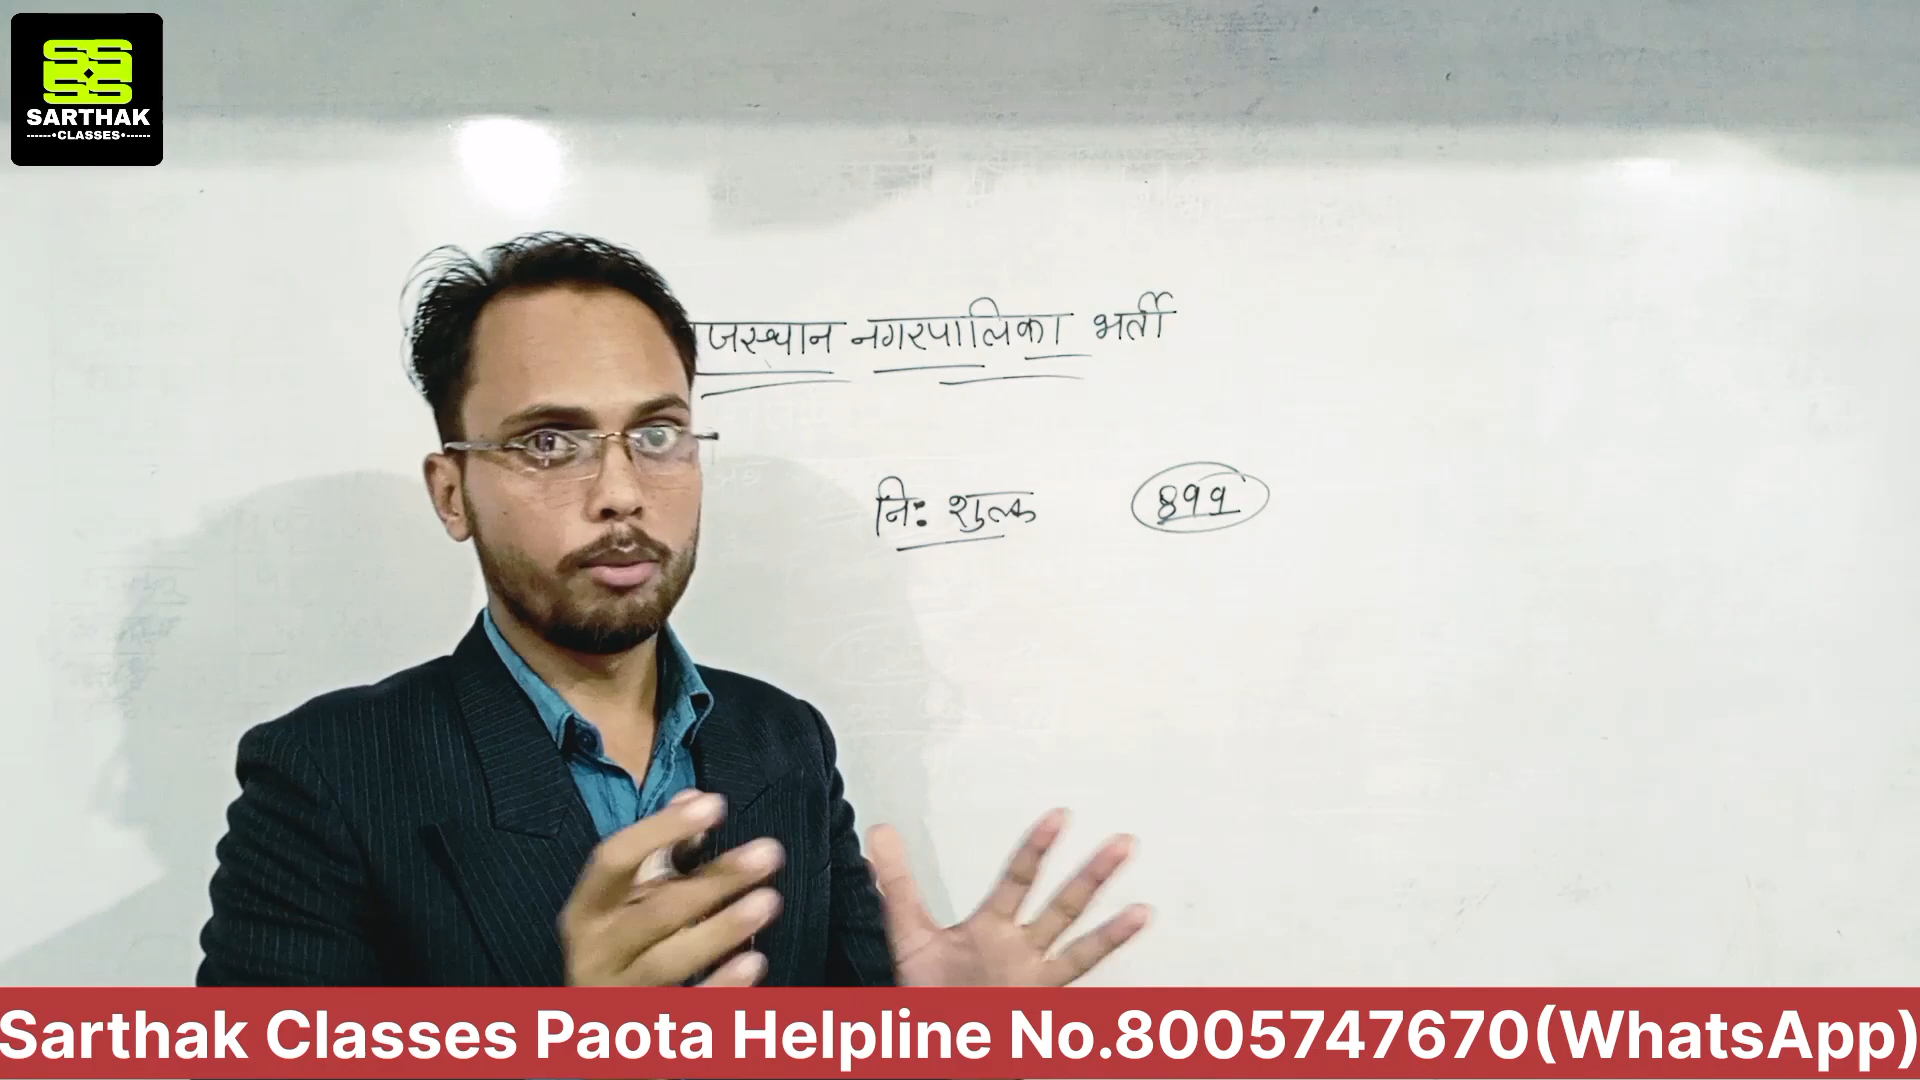 SARTHAK
CLASSES
राजस्थान नगरपालिका भर्ती
निः शुल्क 899
Sarthak Classes Paota Helpline No.8005747670(WhatsApp)